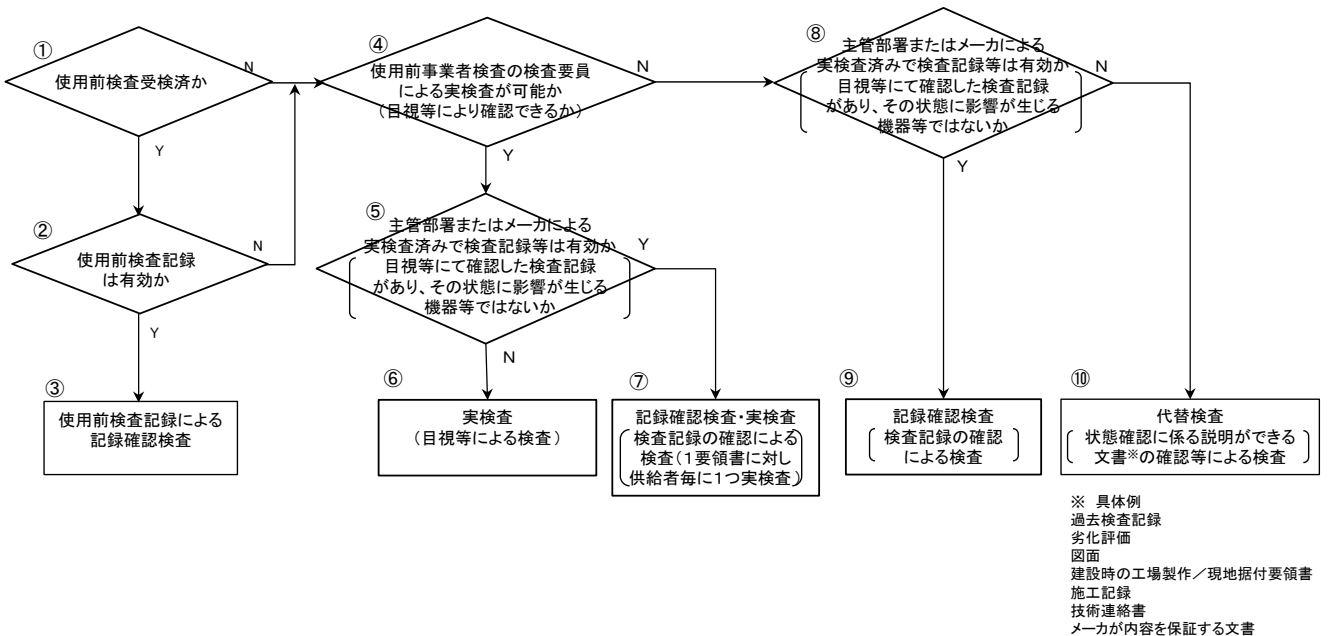 ①
使用前検査受検済か
N
Y
②
使用前検査記録
は有効か
N
Y
③
使用前検査記録による
記録確認検査
④
使用前事業者検査の検査要員
による実検査が可能か
(目視等により確認できるか)
N
Y
⑤
主管部署またはメーカによる
実検査済みで検査記録等は有効か
目視等にて確認した検査記録
があり、その状態に影響が生じる
機器等ではないか
Y
N
⑥
実検査
(目視等による検査)
⑦
記録確認検査・実検査
検査記録の確認による
検査(1要領書に対し
供給者毎に1つ実検査)
⑧
主管部署またはメーカによる
実検査済みで検査記録等は有効か
目視にて確認した検査記録
があり、その状態に影響が生じる
機器等ではないか
N
Y
⑨
記録確認検査
検査記録の確認
による検査
⑩
代替検査
状態確認に係る説明ができる
文書※の確認等による検査
※ 具体例
過去検査記録
劣化評価
図面
建設時の工場製作/現地据付要領書
施工記録
技術連絡書
メーカが内容を保証する文書